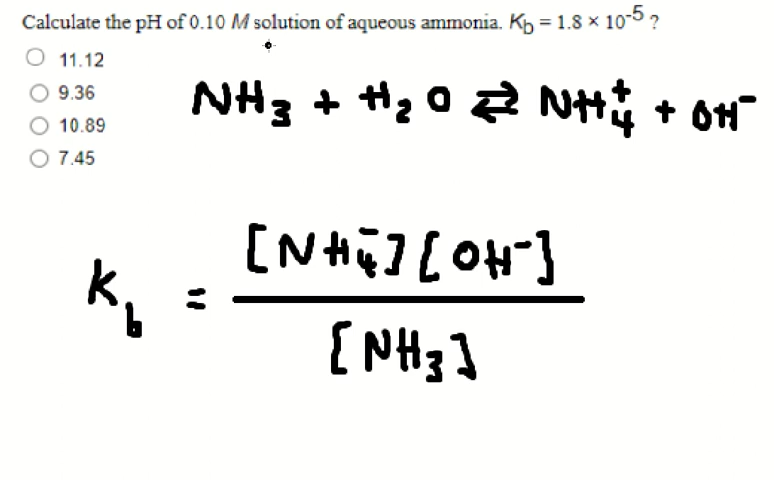 Calculate the pH of 0.10 M solution of aqueous ammonia. Kb = 1.8 × 10-5 ?
11.12
9.36
10.89
7.45
NH3 + H2O ⇄ NH4+ + OH-
Kb = [NH4-][OH-]
[NH3]